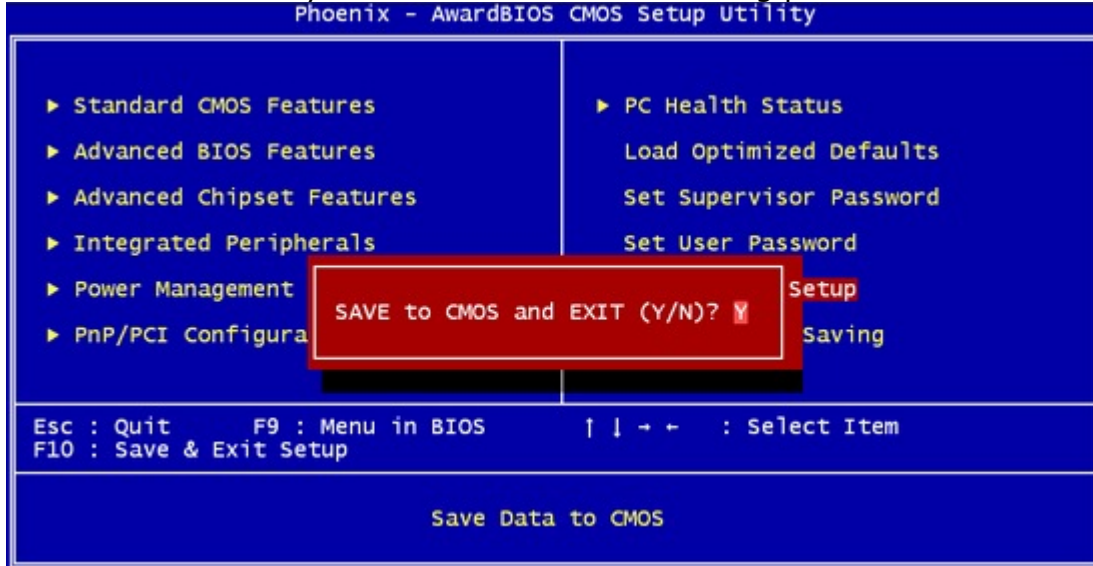 Phoenix - AwardBIOS CMOS Setup Utility
▶ Standard CMOS Features
▶ Advanced BIOS Features
▶ Advanced Chipset Features
▶ Integrated Peripherals
▶ Power Management
▶ PnP/PCI Configura
▶ PC Health Status
Load Optimized Defaults
Set Supervisor Password
Set User Password
Setup
Saving
SAVE to CMOS and EXIT (Y/N)? Y
Esc : Quit F9 : Menu in BIOS ↑ ↓ → ← : Select Item
F10 : Save & Exit Setup
Save Data to CMOS